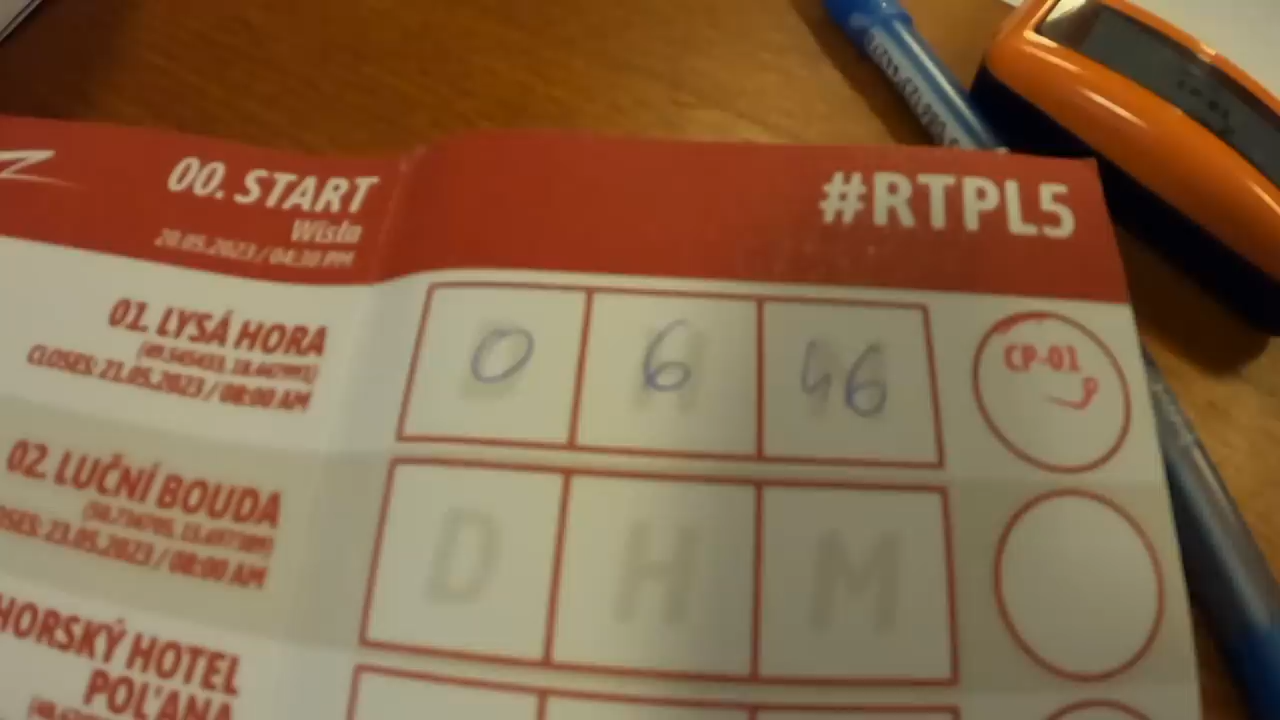 00. START
Wisła
20.05.2023 / 04:30 PM
#RTPL5
01. LYSÁ HORA
CLOSES: 21.05.2023 / 08:00 AM
0 6 46
CP-01
02. LUČNÍ BOUDA
CLOSES: 23.05.2023 / 08:00 AM
D H M
HORSKÝ HOTEL
POĽANA